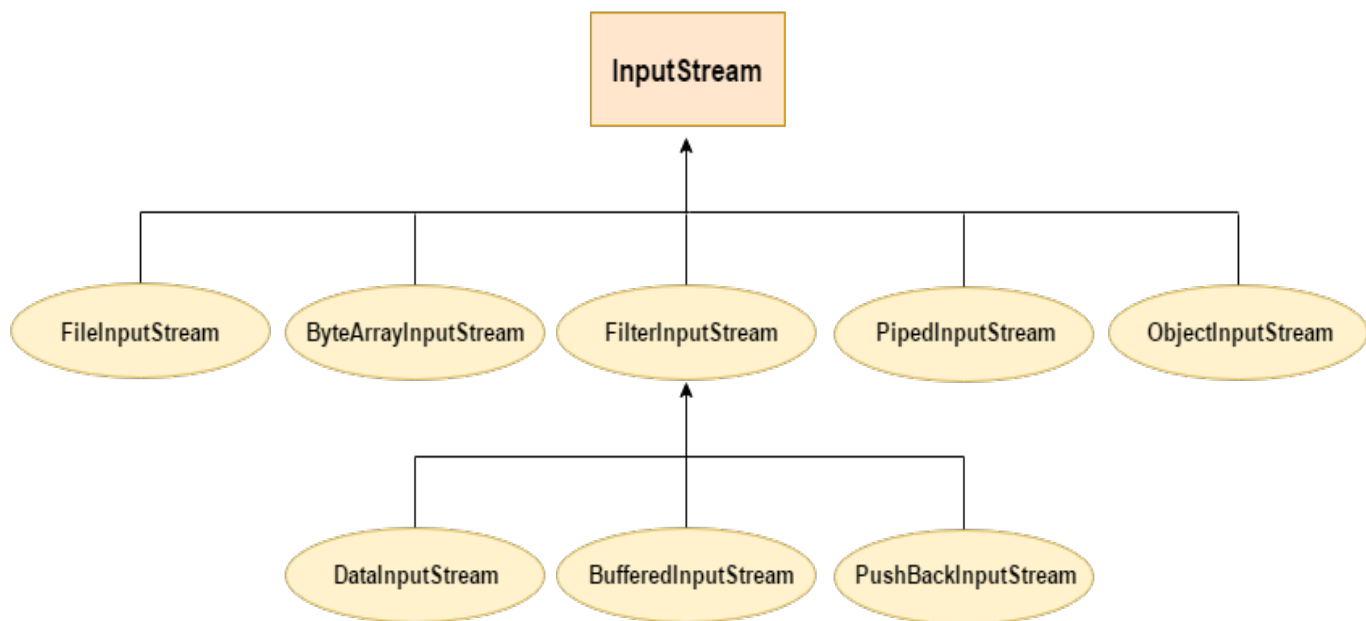 InputStream
FileInputStream
ByteArrayInputStream
FilterInputStream
PipedInputStream
ObjectInputStream
DataInputStream
BufferedInputStream
PushBackInputStream